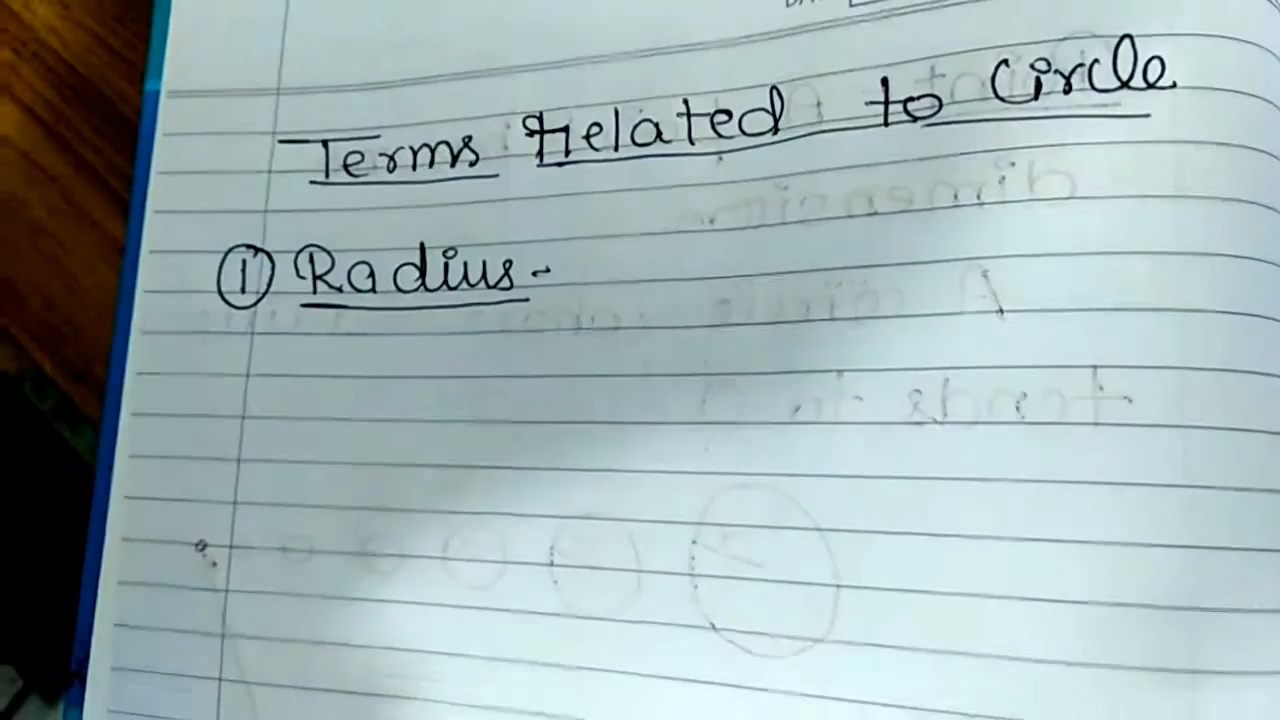 Terms Related to Circle
① Radius-